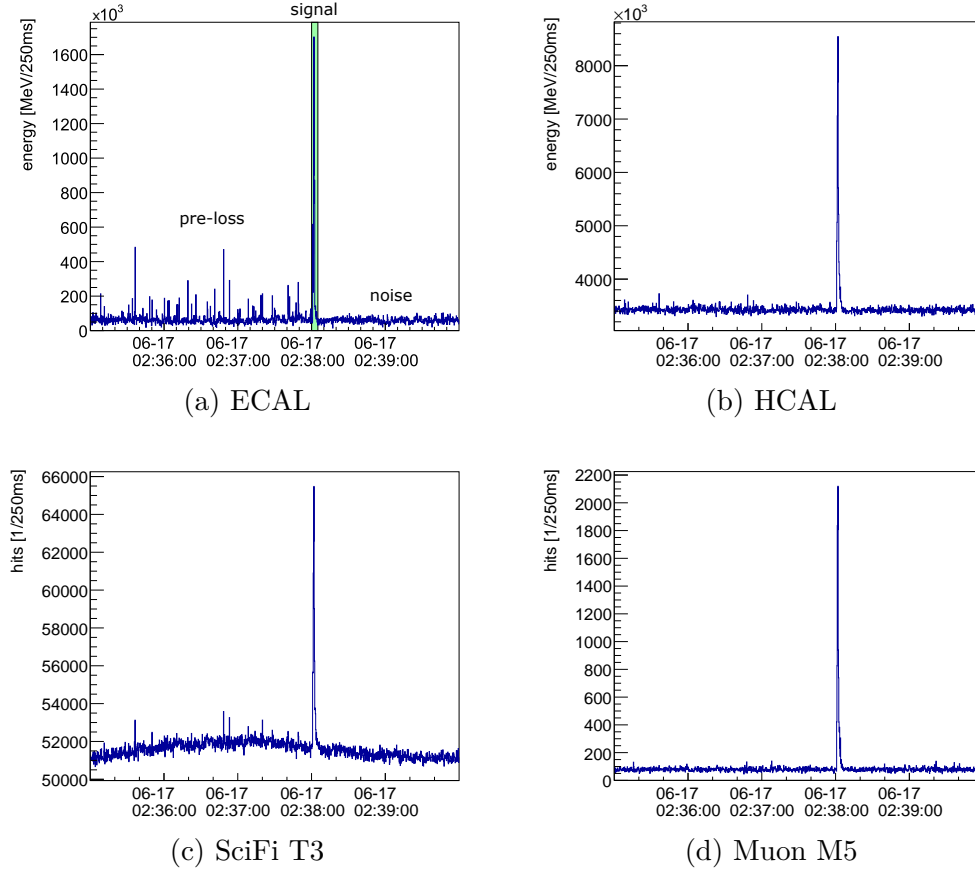 signal
×10³
energy [MeV/250ms]
1600
1400
1200
1000
800
600
400
200
0
pre-loss
noise
06-17 06-17 06-17 06-17
02:36:00 02:37:00 02:38:00 02:39:00
(a) ECAL
×10³
energy [MeV/250ms]
8000
7000
6000
5000
4000
06-17 06-17 06-17 06-17
02:36:00 02:37:00 02:38:00 02:39:00
(b) HCAL
hits [1/250ms]
66000
64000
62000
60000
58000
56000
54000
52000
50000
06-17 06-17 06-17 06-17
02:36:00 02:37:00 02:38:00 02:39:00
(c) SciFi T3
hits [1/250ms]
2200
2000
1800
1600
1400
1200
1000
800
600
400
200
0
06-17 06-17 06-17 06-17
02:36:00 02:37:00 02:38:00 02:39:00
(d) Muon M5